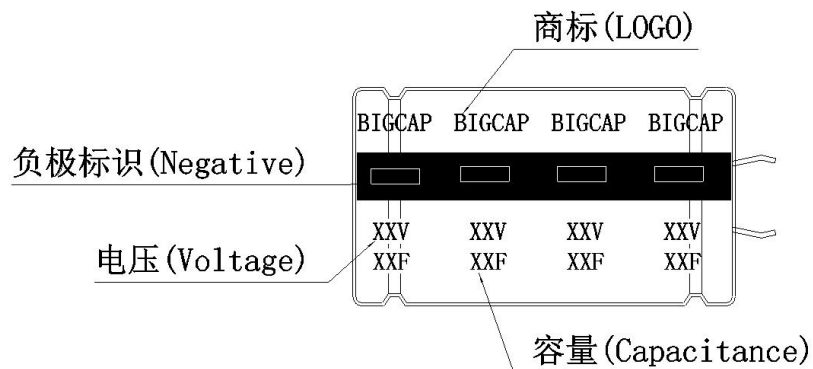 商标(LOGO)
BIGCAP BIGCAP BIGCAP BIGCAP
负极标识(Negative)
XXV XXV XXV XXV
电压(Voltage)
XXF XXF XXF XXF
容量(Capacitance)